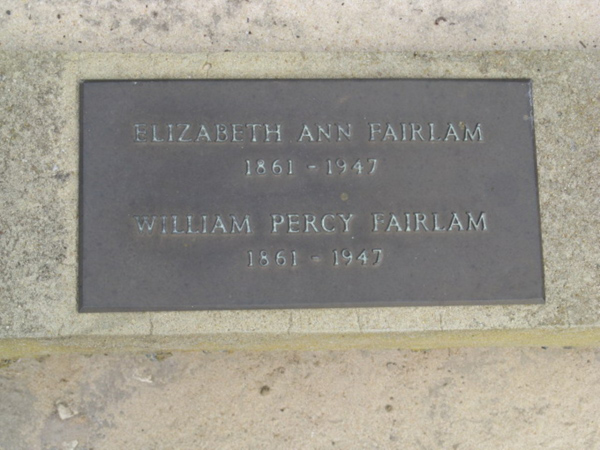 ELIZABETH ANN FAIRLAM
1861 - 1947
WILLIAM PERCY FAIRLAM
1861 - 1947